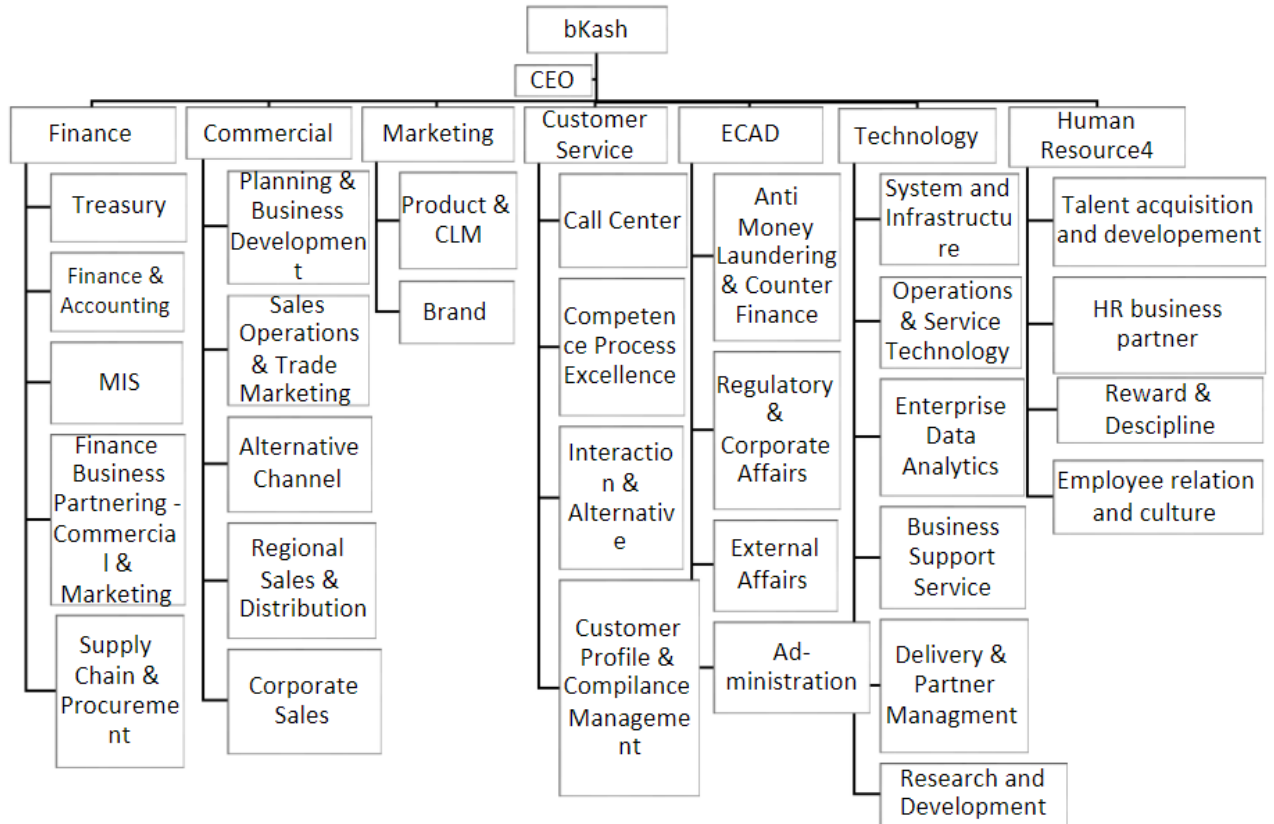 bKash
CEO
Finance
Treasury
Finance &
Accounting
MIS
Finance
Business
Partnering -
Commercia
l &
Marketing
Supply
Chain &
Procureme
nt
Commercial
Planning &
Business
Developmen
t
Sales
Operations
& Trade
Marketing
Alternative
Channel
Regional
Sales &
Distribution
Corporate
Sales
Marketing
Product &
CLM
Brand
Customer
Service
Call Center
Competen
ce Process
Excellence
Interactio
n &
Alternativ
e
Customer
Profile &
Compilance
Manageme
nt
ECAD
Anti
Money
Laundering
& Counter
Finance
Regulatory
&
Corporate
Affairs
External
Affairs
Ad-
ministration
Technology
System and
Infrastructu
re
Operations
& Service
Technology
Enterprise
Data
Analytics
Business
Support
Service
Delivery &
Partner
Managment
Research and
Development
Human
Resource4
Talent acquisition
and developement
HR business
partner
Reward &
Descipline
Employee relation
and culture